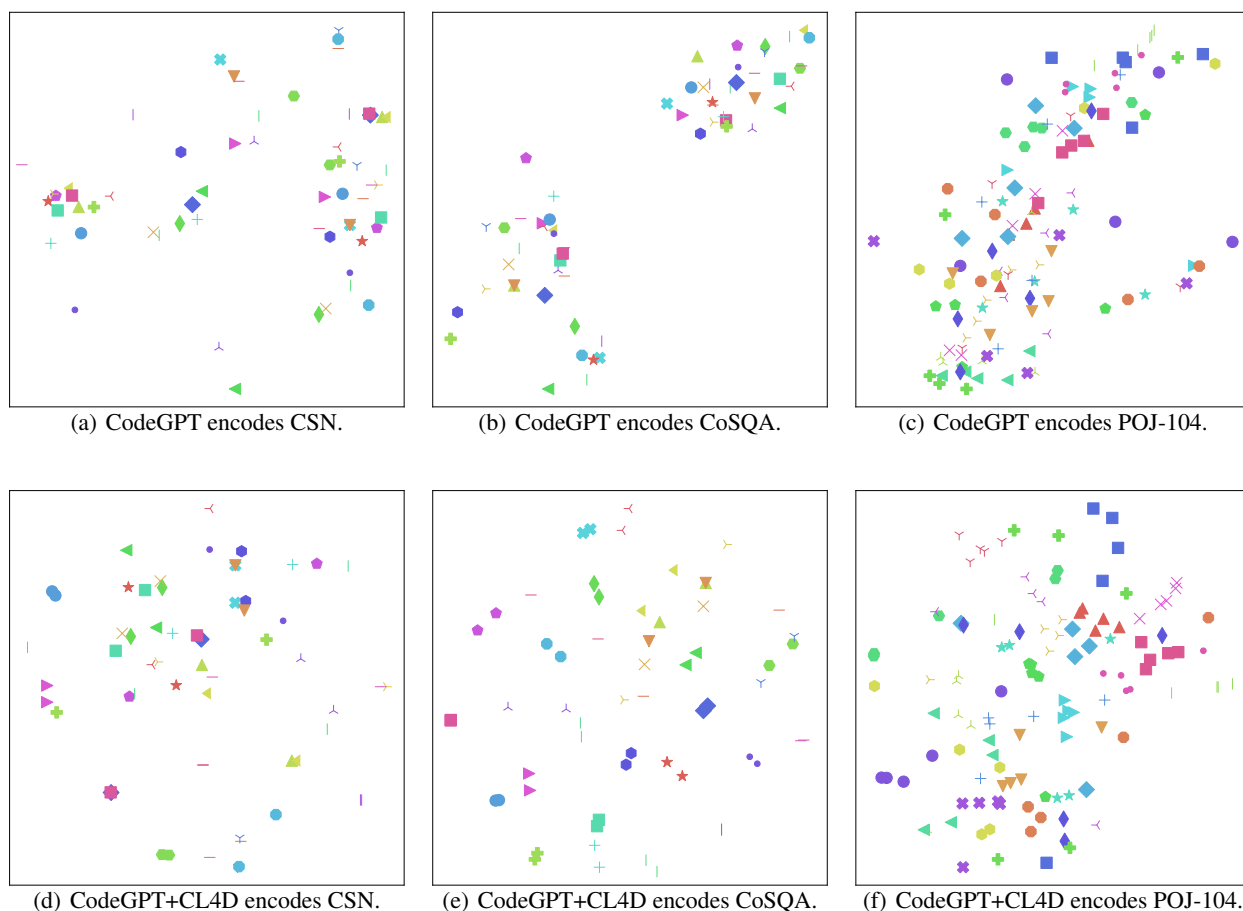 (a) CodeGPT encodes CSN.
(b) CodeGPT encodes CoSQA.
(c) CodeGPT encodes POJ-104.
(d) CodeGPT+CL4D encodes CSN.
(e) CodeGPT+CL4D encodes CoSQA.
(f) CodeGPT+CL4D encodes POJ-104.